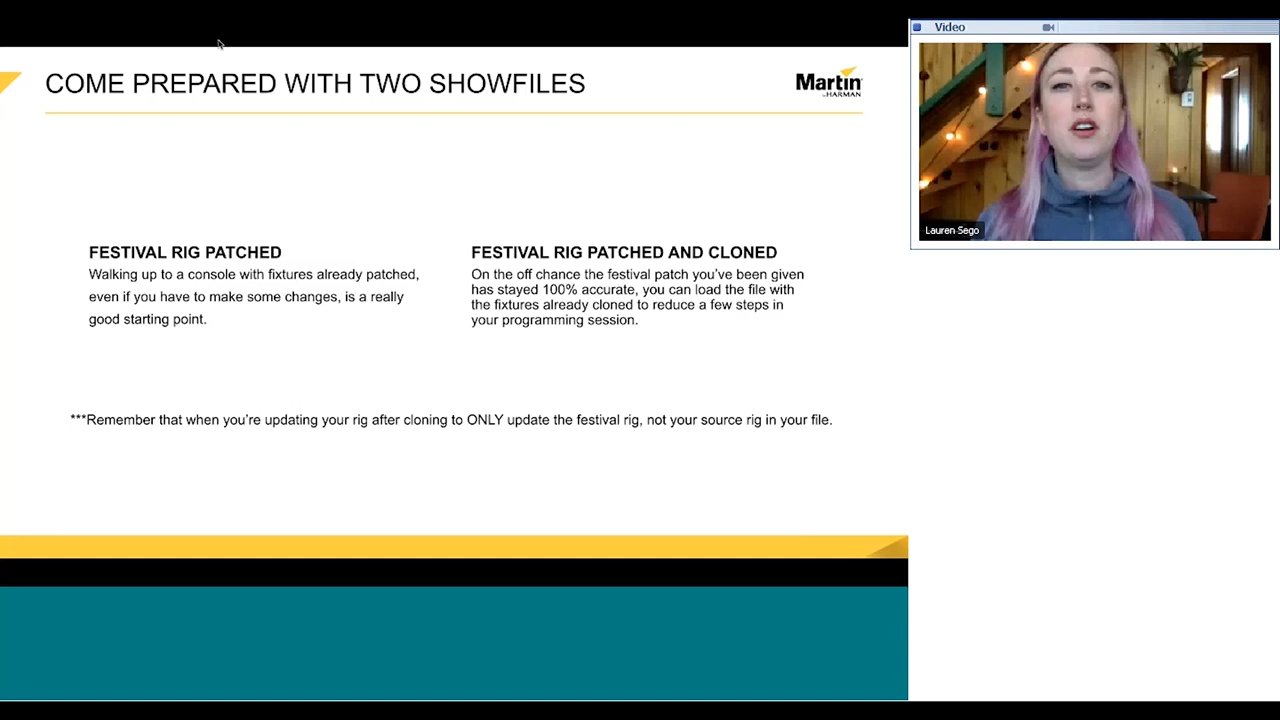 Video
COME PREPARED WITH TWO SHOWFILES
Martin
by HARMAN
Lauren Sego
FESTIVAL RIG PATCHED
Walking up to a console with fixtures already patched,
even if you have to make some changes, is a really
good starting point.
FESTIVAL RIG PATCHED AND CLONED
On the off chance the festival patch you've been given
has stayed 100% accurate, you can load the file with
the fixtures already cloned to reduce a few steps in
your programming session.
***Remember that when you're updating your rig after cloning to ONLY update the festival rig, not your source rig in your file.